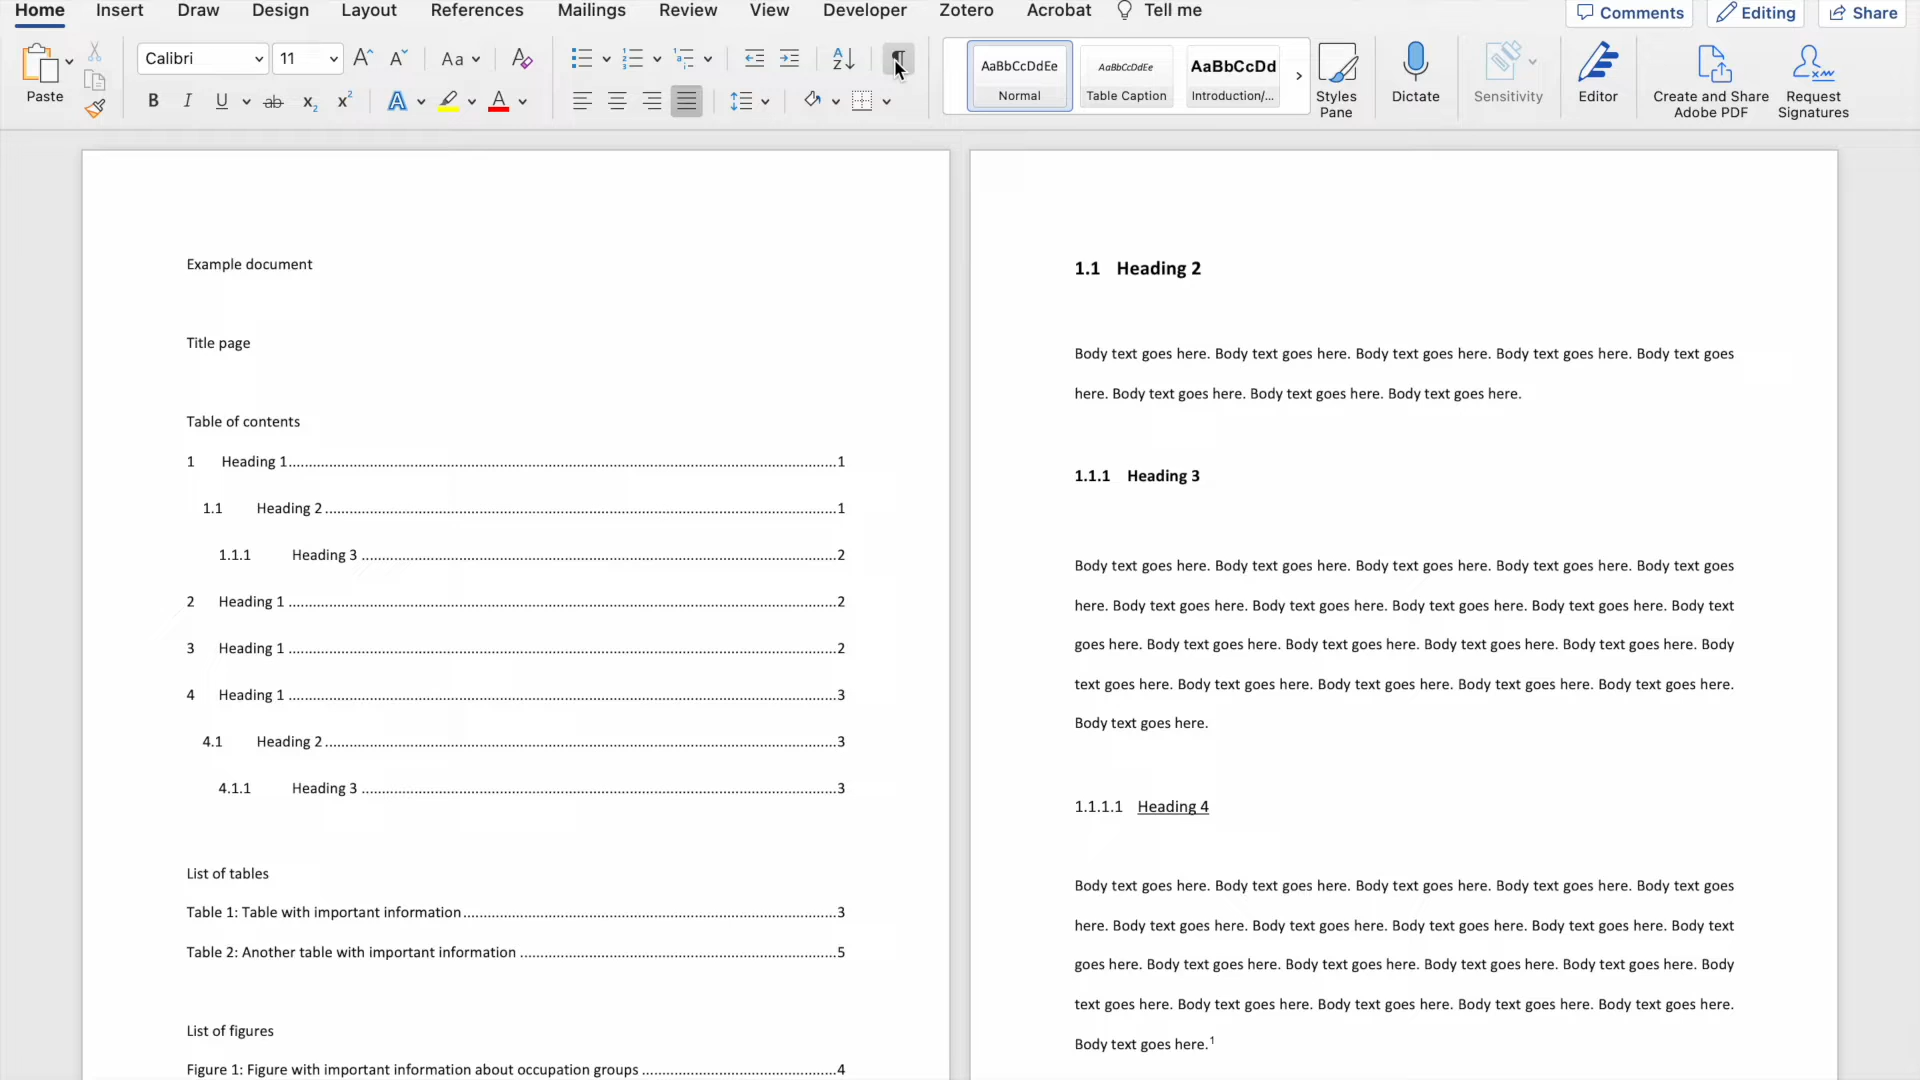 Home Insert Draw Design Layout References Mailings Review View Developer Zotero Acrobat Tell me Comments Editing Share
Paste
Calibri 11
Aa
B I U ab x2 x2 A A
AaBbCcDdEe
Normal
AaBbCcDdEe
Table Caption
AaBbCcDd
Introduction/...
Styles
Pane
Dictate
Sensitivity
Editor
Create and Share
Adobe PDF
Request
Signatures
Example document
Title page
Table of contents
1 Heading 1........1
1.1 Heading 2........1
1.1.1 Heading 3........2
2 Heading 1........2
3 Heading 1........2
4 Heading 1........3
4.1 Heading 2........3
4.1.1 Heading 3........3
List of tables
Table 1: Table with important information........3
Table 2: Another table with important information........5
List of figures
Figure 1: Figure with important information about occupation groups........4
1.1 Heading 2
Body text goes here. Body text goes here. Body text goes here. Body text goes here. Body text goes
here. Body text goes here. Body text goes here. Body text goes here.
1.1.1 Heading 3
Body text goes here. Body text goes here. Body text goes here. Body text goes here. Body text goes
here. Body text goes here. Body text goes here. Body text goes here. Body text goes here. Body text
goes here. Body text goes here. Body text goes here. Body text goes here. Body text goes here. Body
text goes here. Body text goes here. Body text goes here. Body text goes here. Body text goes here.
Body text goes here.
1.1.1.1 Heading 4
Body text goes here. Body text goes here. Body text goes here. Body text goes here. Body text goes
here. Body text goes here. Body text goes here. Body text goes here. Body text goes here. Body text
goes here. Body text goes here. Body text goes here. Body text goes here. Body text goes here. Body
text goes here. Body text goes here. Body text goes here. Body text goes here. Body text goes here.
Body text goes here.1